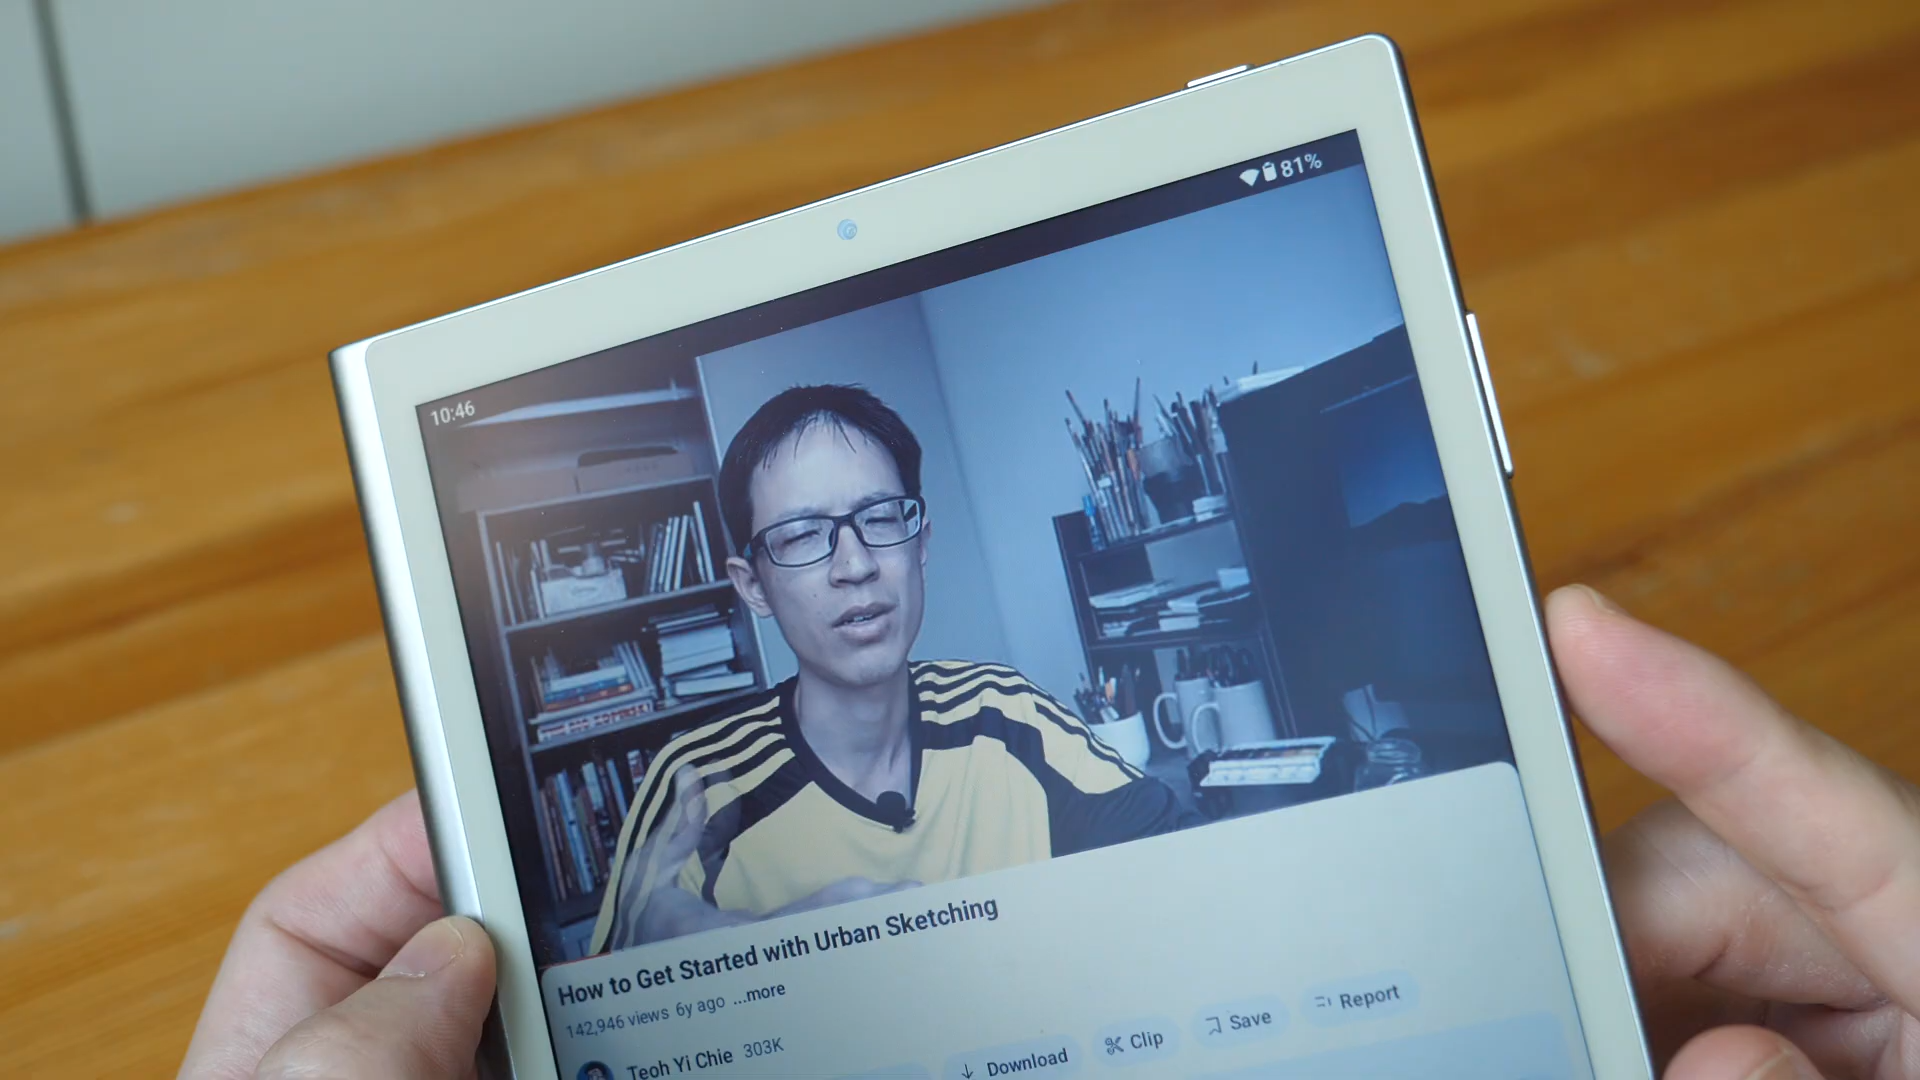 10:46
81%
How to Get Started with Urban Sketching
142,946 views 6y ago ...more
Teoh Yi Chie 303K
Download Clip Save Report